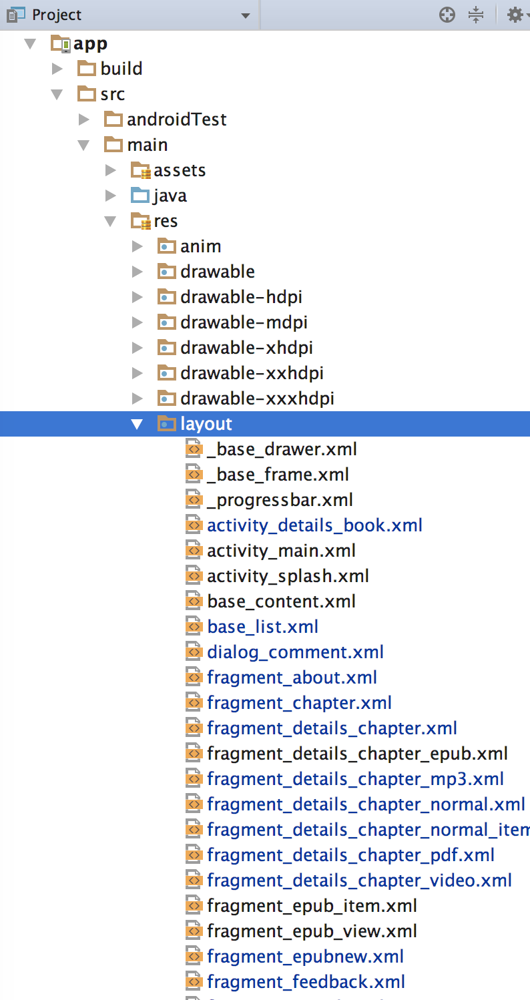 Project
app
build
src
androidTest
main
assets
java
res
anim
drawable
drawable-hdpi
drawable-mdpi
drawable-xhdpi
drawable-xxhdpi
drawable-xxxhdpi
layout
_base_drawer.xml
_base_frame.xml
_progressbar.xml
activity_details_book.xml
activity_main.xml
activity_splash.xml
base_content.xml
base_list.xml
dialog_comment.xml
fragment_about.xml
fragment_chapter.xml
fragment_details_chapter.xml
fragment_details_chapter_epub.xml
fragment_details_chapter_mp3.xml
fragment_details_chapter_normal.xml
fragment_details_chapter_normal_item
fragment_details_chapter_pdf.xml
fragment_details_chapter_video.xml
fragment_epub_item.xml
fragment_epub_view.xml
fragment_epubnew.xml
fragment_feedback.xml